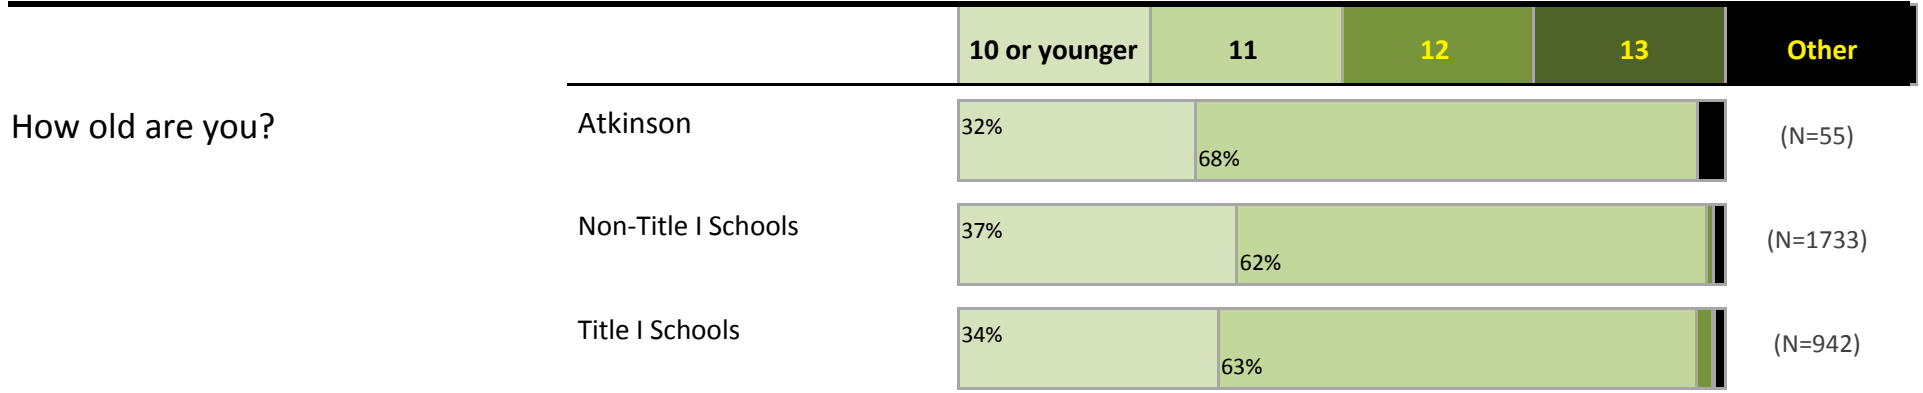 10 or younger 11 12 13 Other
How old are you? Atkinson 32% 68% (N=55)
Non-Title I Schools 37% 62% (N=1733)
Title I Schools 34% 63% (N=942)